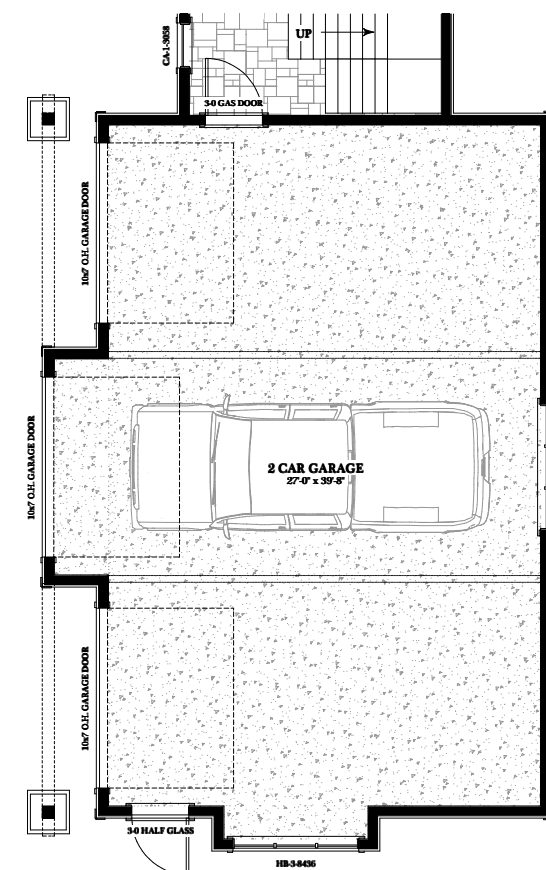 CA-1-3058
UP
3-0 GAS DOOR
10x7 O.H. GARAGE DOOR
10x7 O.H. GARAGE DOOR
2 CAR GARAGE
27'-0" x 39'-8"
10x7 O.H. GARAGE DOOR
3-0 HALF GLASS
HB-3-8436